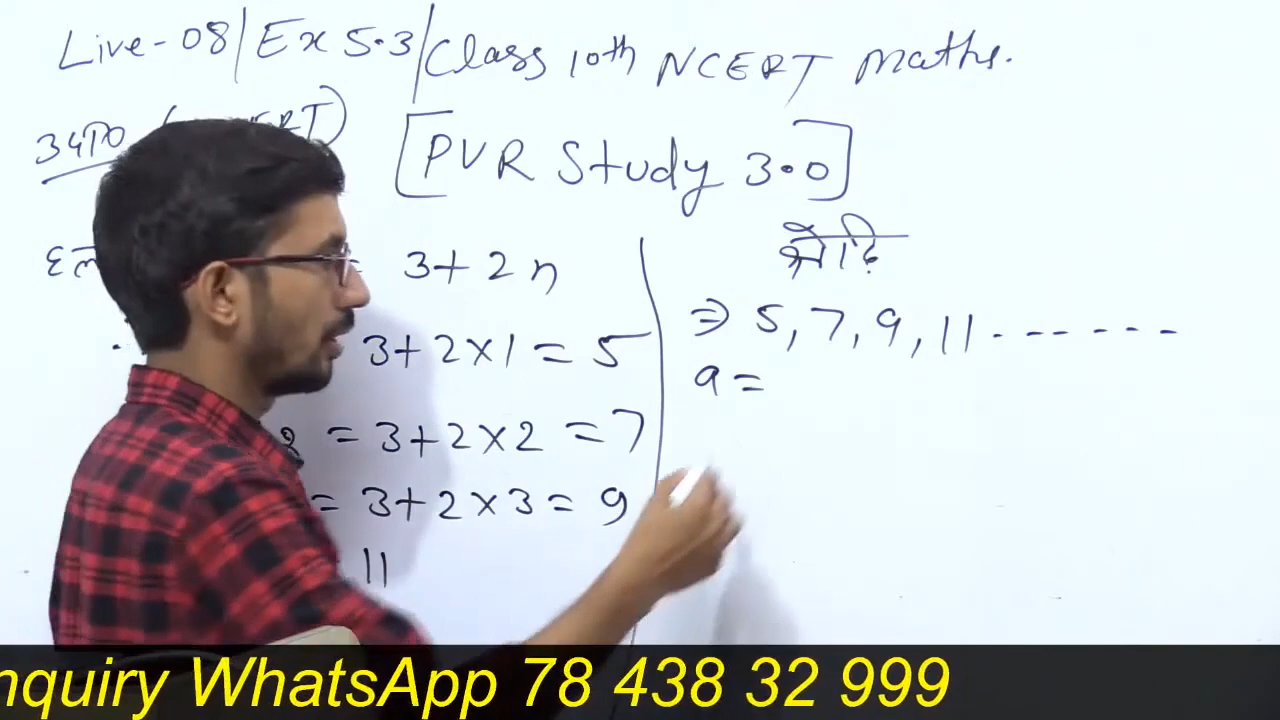 Live-08/Ex 5.3/Class 10th NCERT Maths.
[PVR Study 3.0]
3+2n
3+2×1=5
=3+2×2=7
=3+2×3=9
11
श्रेढि
⇒ 5, 7, 9, 11 - - - - - -
a=
nquiry WhatsApp 78 438 32 999